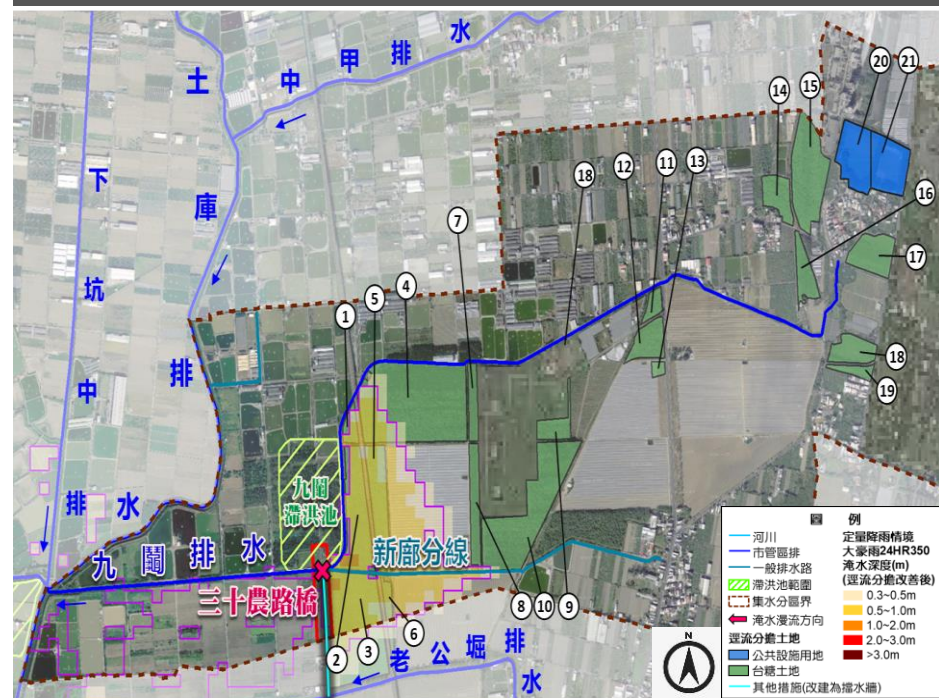 土
庫
排
中甲排水
下
坑
中
排
水
九鬮排水
九鬮
滯洪池
三十農路橋
新廍分線
老公堀排
水
1
2
3
4
5
6
7
8
10
9
18
12
11
13
14
15
20
21
16
17
18
19
N
圖 例
河川
市管區排
一般排水路
滯洪池範圍
集水分區界
淹水漫流方向
逕流分擔土地
公共設施用地
台糖土地
其他措施(改建為擋水牆)
定量降雨情境
大豪雨24HR350
淹水深度(m)
(逕流分擔改善後)
0.3~0.5m
0.5~1.0m
1.0~2.0m
2.0~3.0m
>3.0m